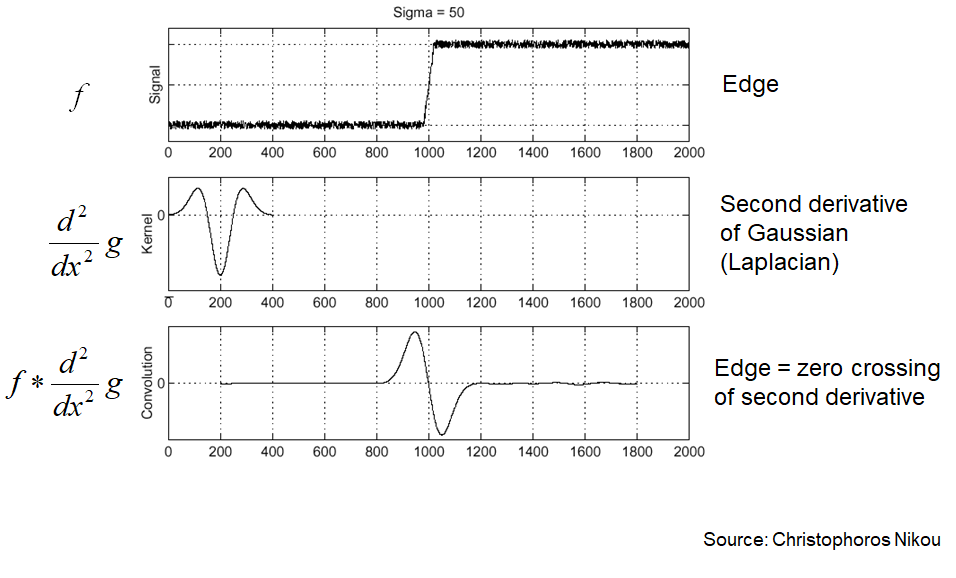 Sigma = 50
f
Signal
Edge
0 200 400 600 800 1000 1200 1400 1600 1800 2000
d²/dx² g
Kernel
0
Second derivative
of Gaussian
(Laplacian)
0 200 400 600 800 1000 1200 1400 1600 1800 2000
f * d²/dx² g
Convolution
0
Edge = zero crossing
of second derivative
0 200 400 600 800 1000 1200 1400 1600 1800 2000
Source: Christophoros Nikou